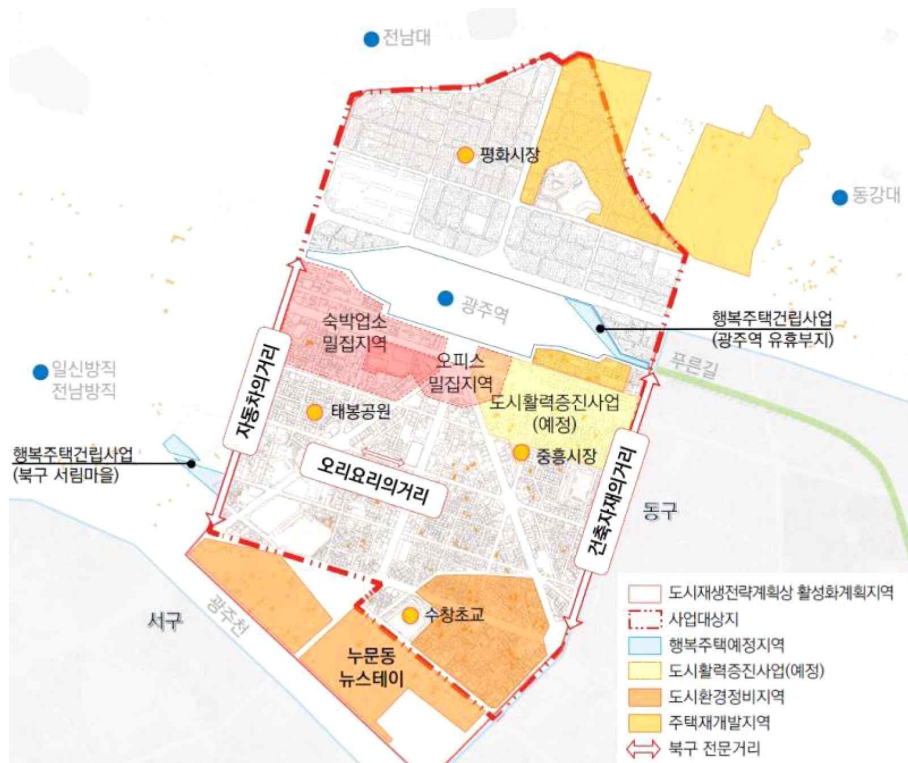 전남대
평화시장
동강대
광주역
행복주택건립사업
(광주역 유휴부지)
숙박업소
밀집지역
오피스
밀집지역
푸른길
일신방직
전남방직
자동차의거리
도시활력증진사업
(예정)
태봉공원
중흥시장
행복주택건립사업
(북구 서림마을)
오리요리의거리
건축자재의거리
동구
서구
광주천
수창초교
누문동
뉴스테이
도시재생전략계획상 활성화계획지역
사업대상지
행복주택예정지역
도시활력증진사업(예정)
도시환경정비지역
주택재개발지역
북구 전문거리